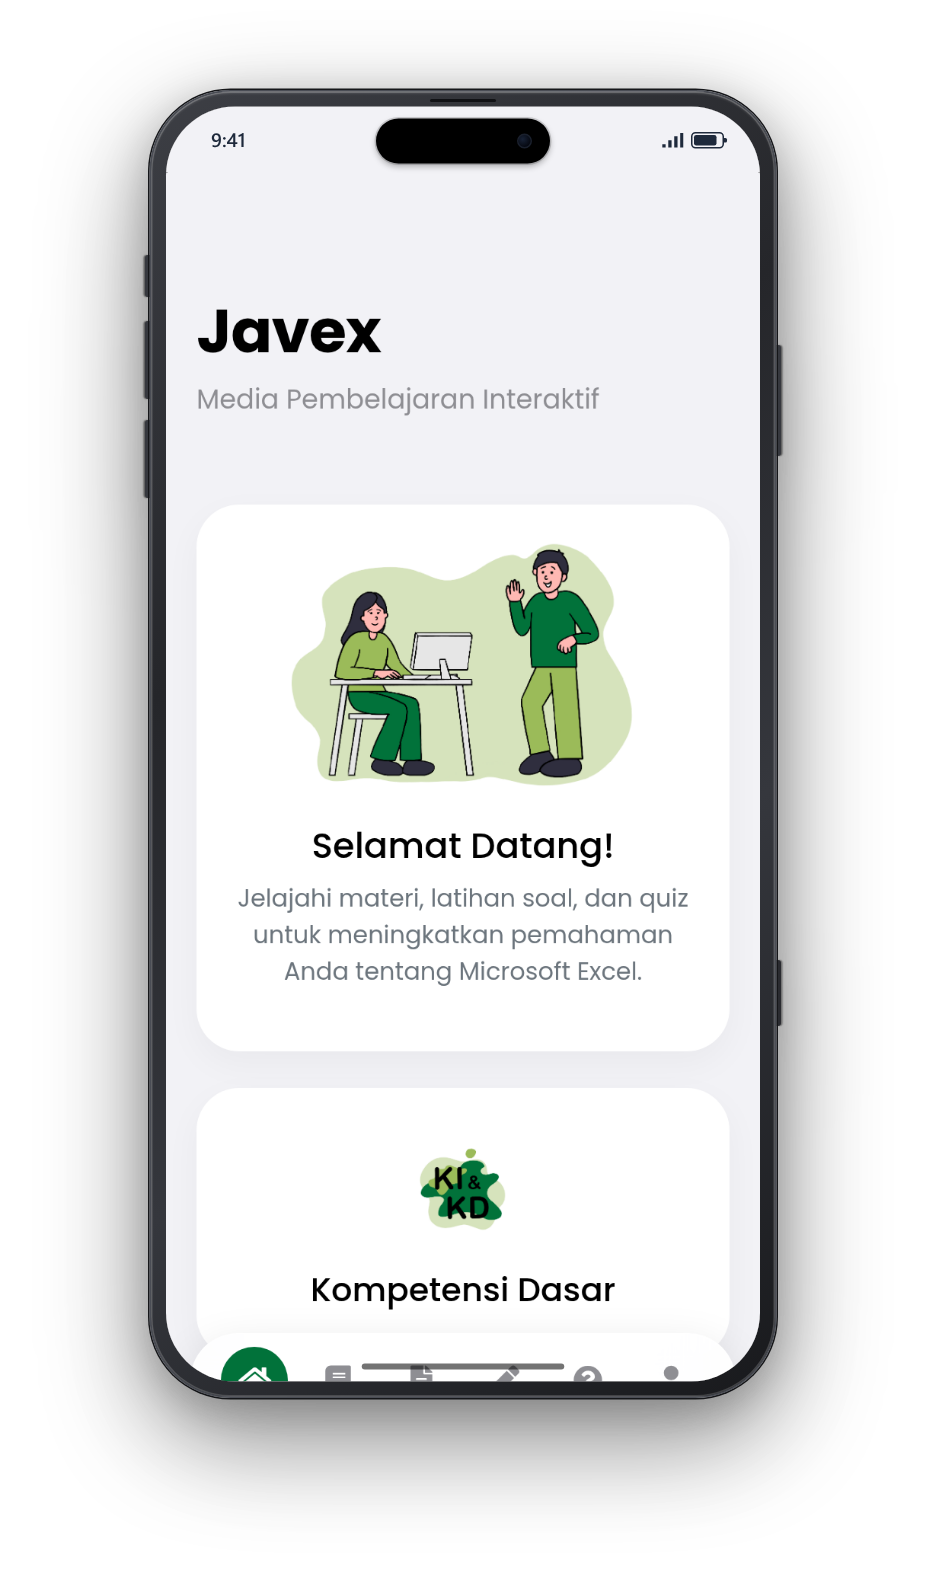 9:41
Javex
Media Pembelajaran Interaktif
Selamat Datang!
Jelajahi materi, latihan soal, dan quiz
untuk meningkatkan pemahaman
Anda tentang Microsoft Excel.
KI &
KD
Kompetensi Dasar